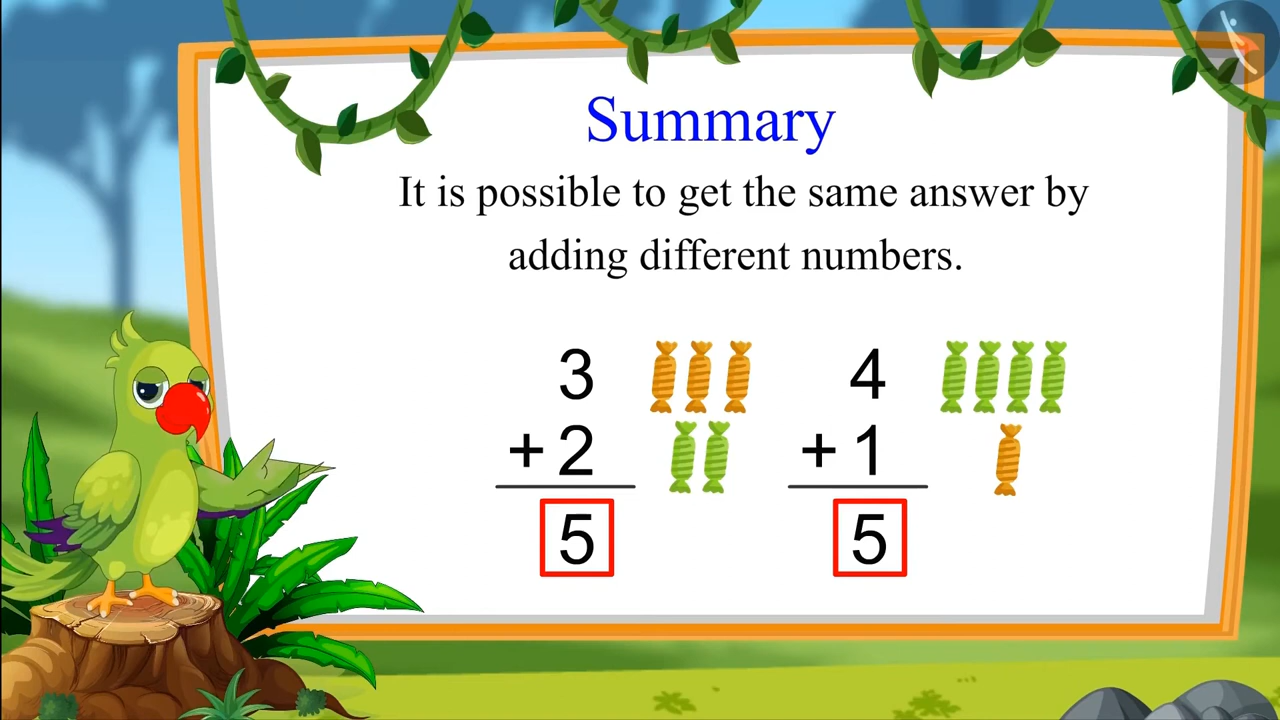 Summary
It is possible to get the same answer by
adding different numbers.
3
+2
5
4
+1
5